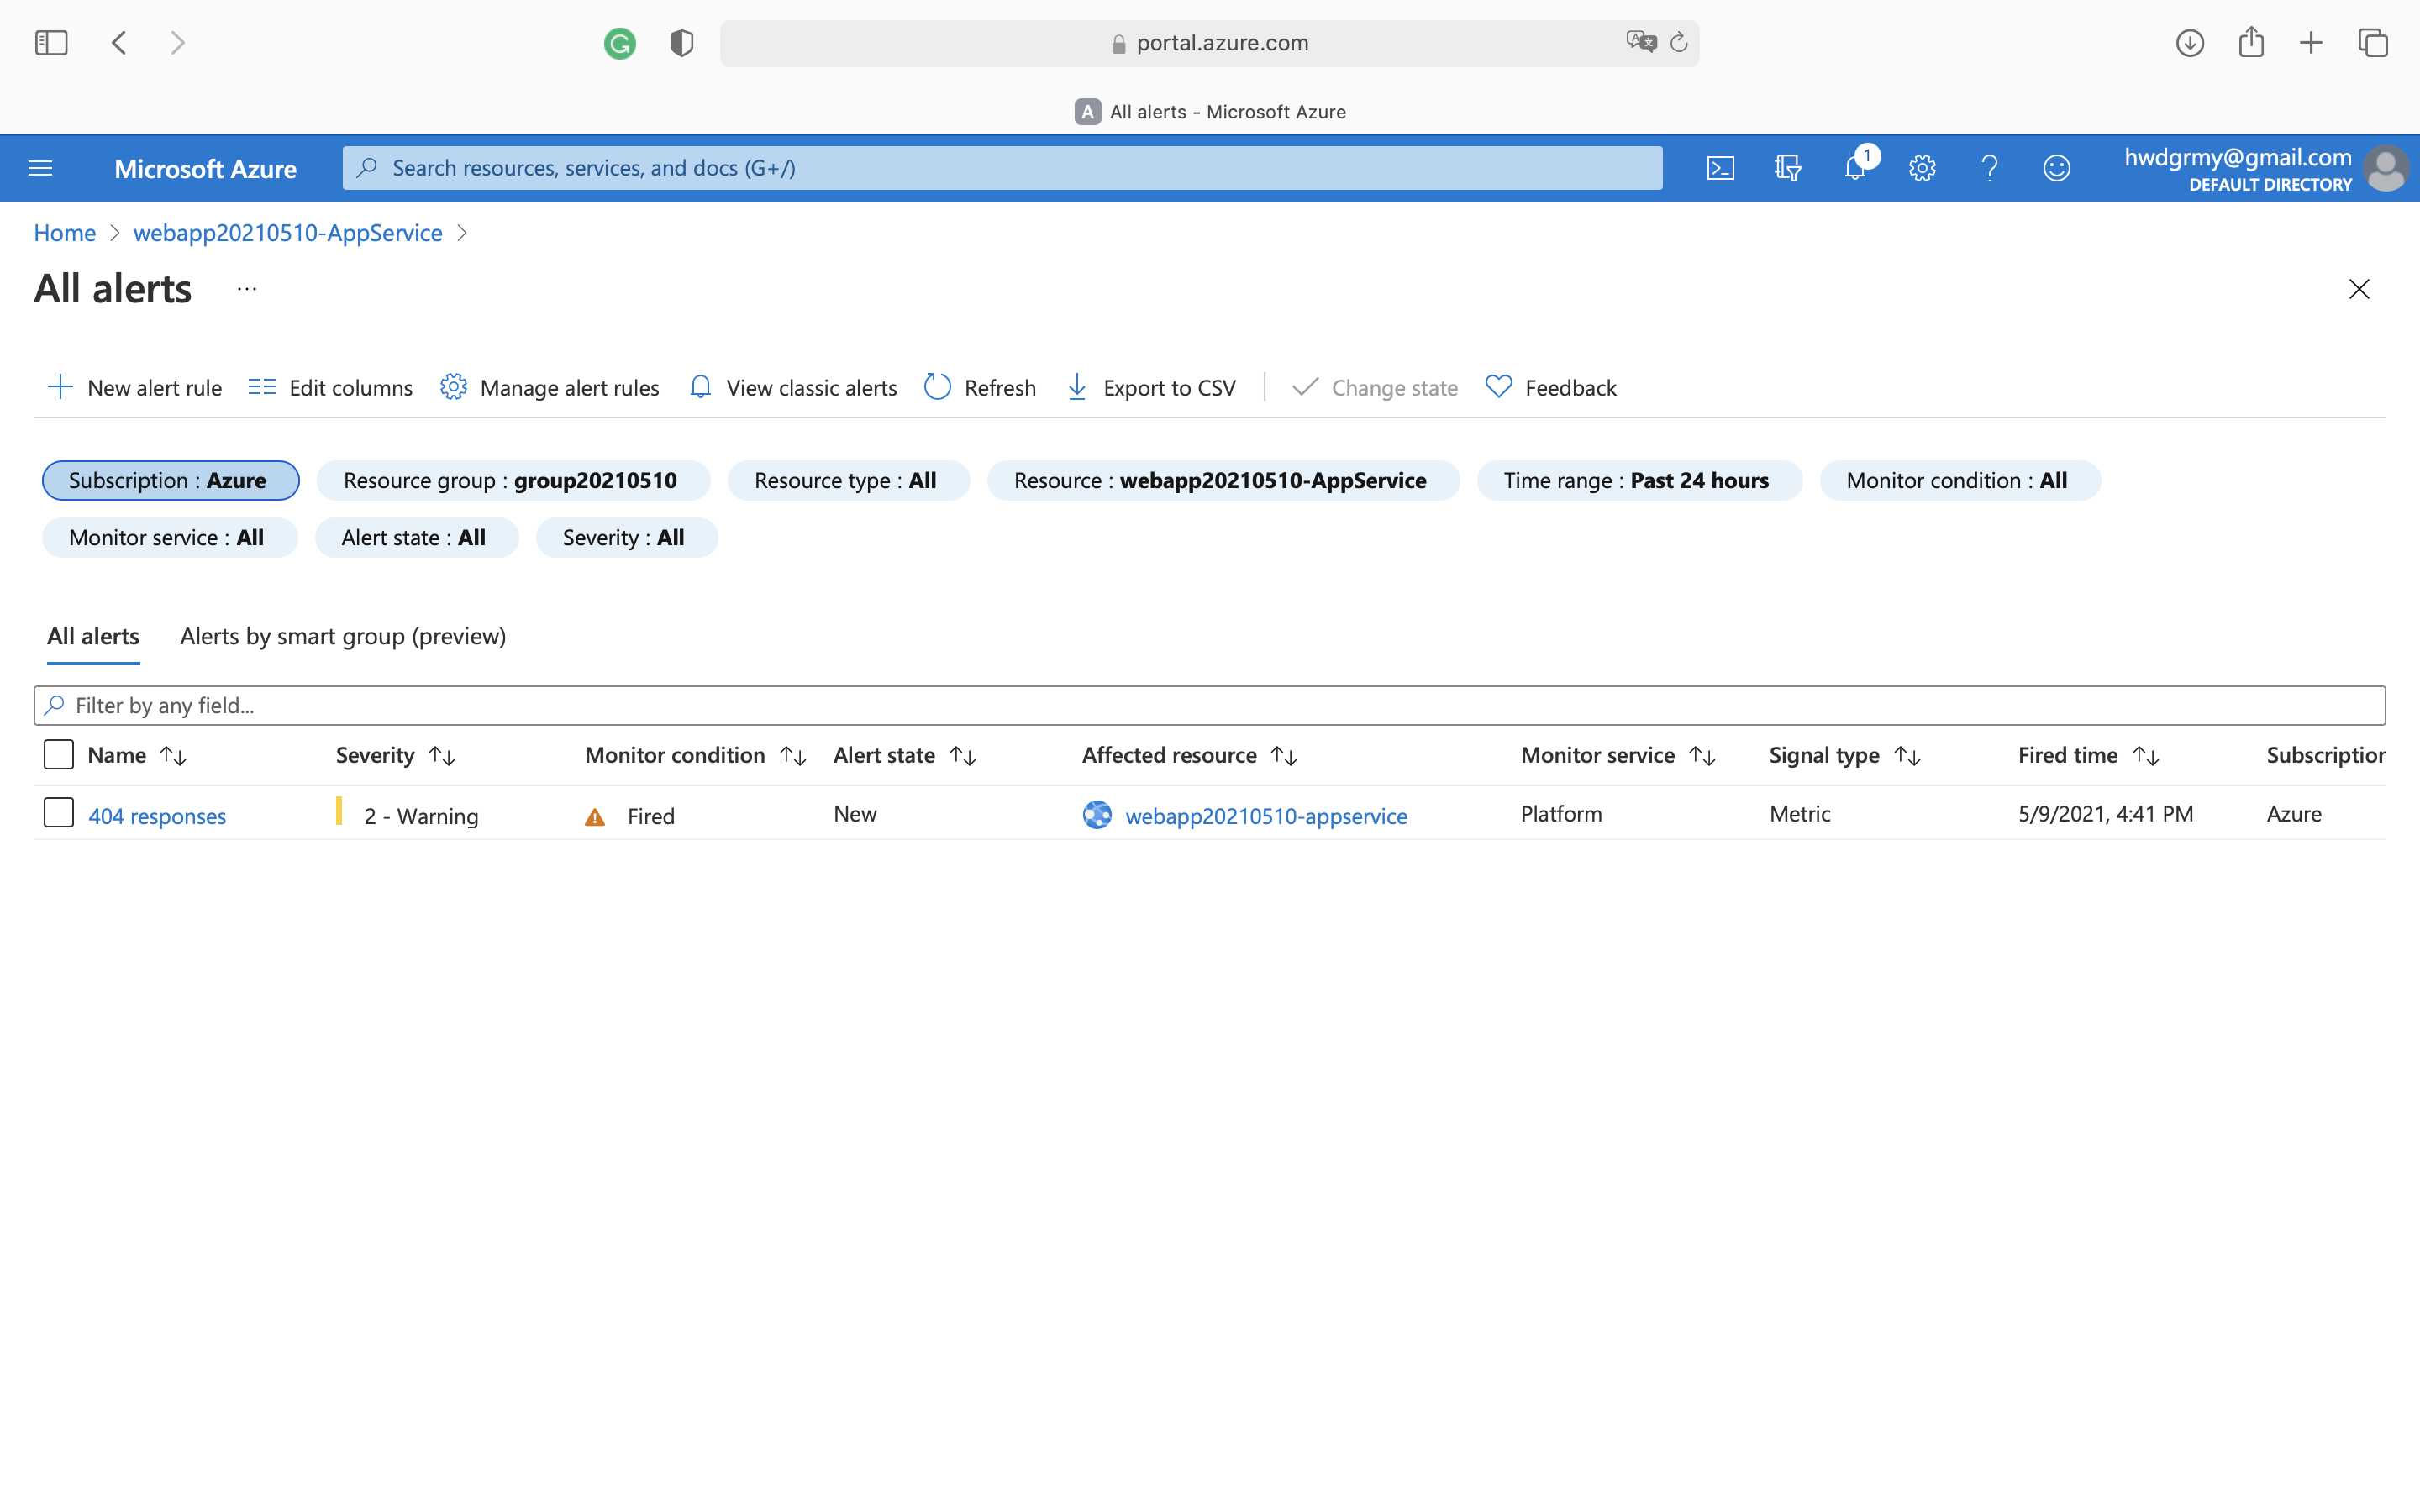 portal.azure.com
A All alerts - Microsoft Azure
Microsoft Azure
Search resources, services, and docs (G+/)
1
hwdgrmy@gmail.com
DEFAULT DIRECTORY
Home > webapp20210510-AppService >
All alerts ...
New alert rule Edit columns Manage alert rules View classic alerts Refresh Export to CSV Change state Feedback
Subscription : Azure Resource group : group20210510 Resource type : All Resource : webapp20210510-AppService Time range : Past 24 hours Monitor condition : All
Monitor service : All Alert state : All Severity : All
All alerts Alerts by smart group (preview)
Filter by any field...
Name Severity Monitor condition Alert state Affected resource Monitor service Signal type Fired time Subscription
404 responses 2 - Warning Fired New webapp20210510-appservice Platform Metric 5/9/2021, 4:41 PM Azure